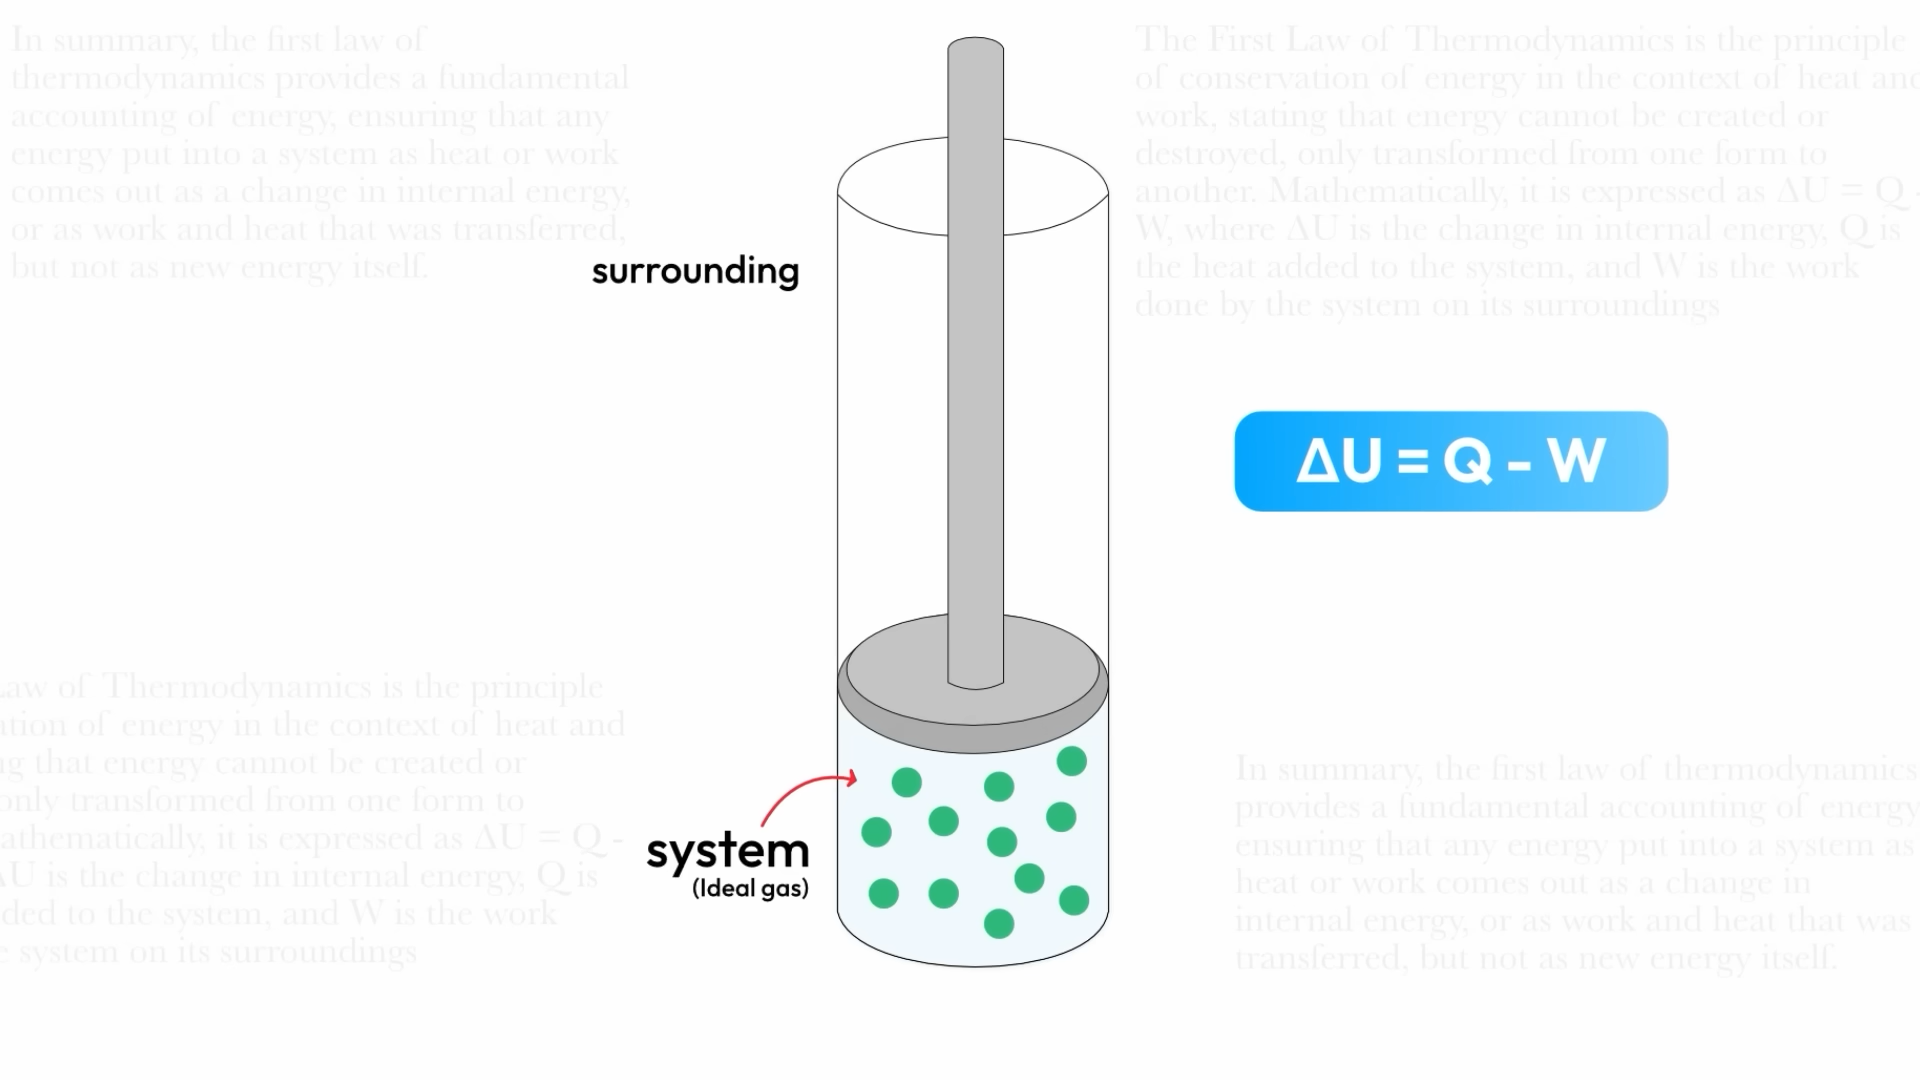 In summary, the first law of
thermodynamics provides a fundamental
accounting of energy, ensuring that any
energy put into a system as heat or work
comes out as a change in internal energy,
or as work and heat that was transferred,
but not as new energy itself.
The First Law of Thermodynamics is the principle
of conservation of energy in the context of heat and
work, stating that energy cannot be created or
destroyed, only transformed from one form to
another. Mathematically, it is expressed as ΔU = Q -
W, where ΔU is the change in internal energy, Q is
the heat added to the system, and W is the work
done by the system on its surroundings
surrounding
ΔU = Q - W
Law of Thermodynamics is the principle
ation of energy in the context of heat and
ng that energy cannot be created or
only transformed from one form to
athematically, it is expressed as ΔU = Q -
ΔU is the change in internal energy, Q is
ded to the system, and W is the work
e system on its surroundings
system
(Ideal gas)
In summary, the first law of thermodynamics
provides a fundamental accounting of energy
ensuring that any energy put into a system as
heat or work comes out as a change in
internal energy, or as work and heat that was
transferred, but not as new energy itself.